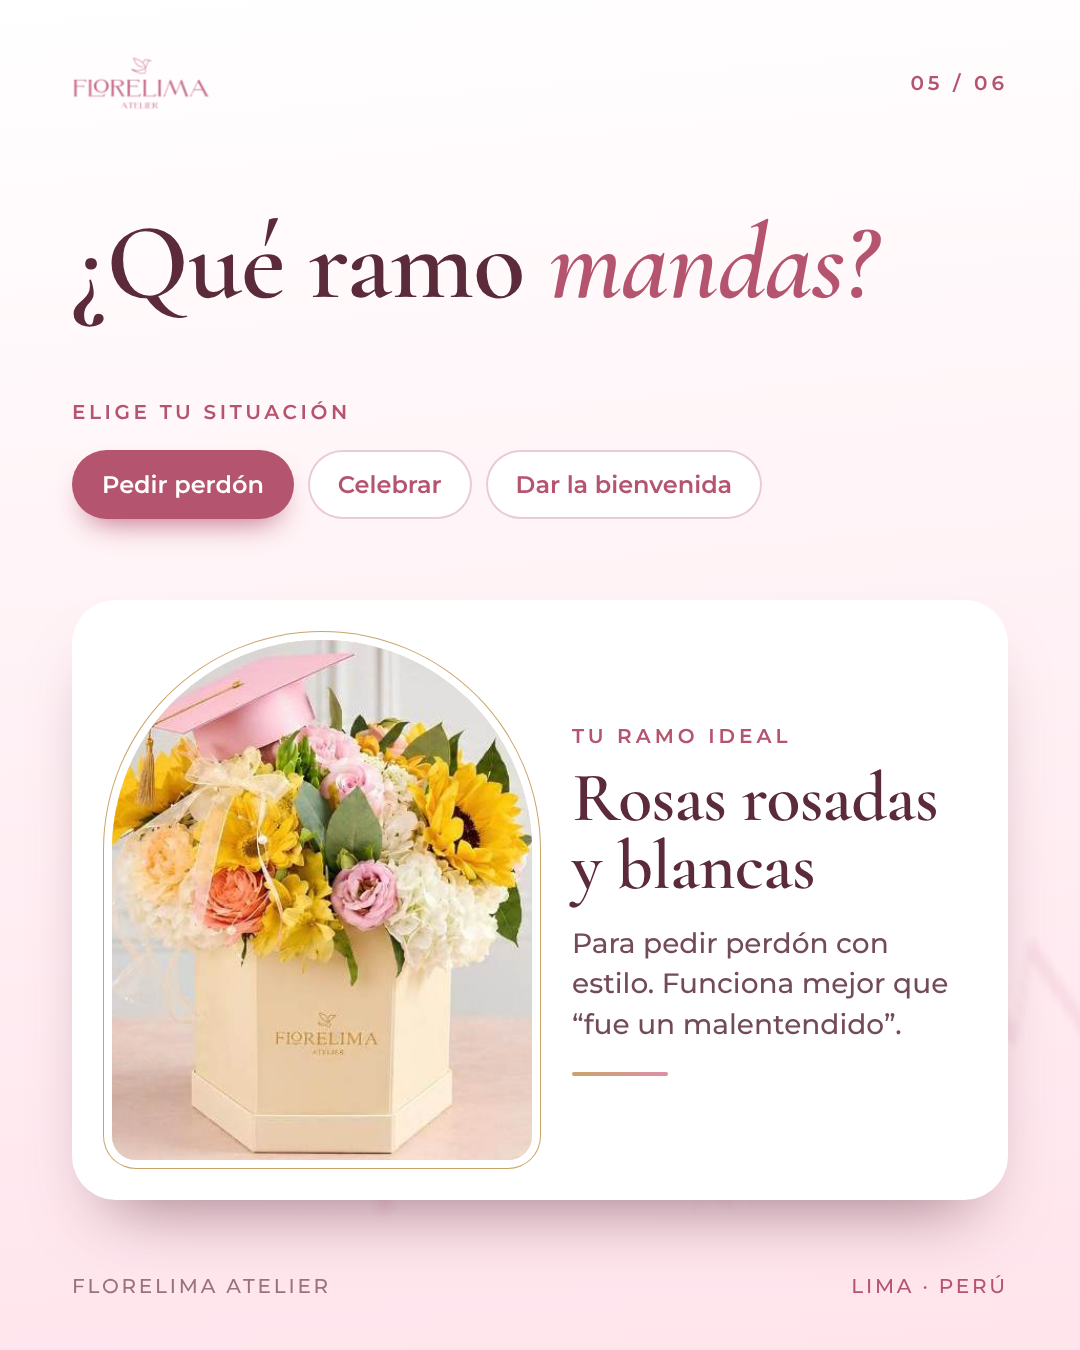 FLORELIMA
ATELIER
05 / 06
¿Qué ramo mandas?
ELIGE TU SITUACIÓN
Pedir perdón
Celebrar
Dar la bienvenida
TU RAMO IDEAL
Rosas rosadas
y blancas
Para pedir perdón con
estilo. Funciona mejor que
“fue un malentendido”.
FLORELIMA
ATELIER
FLORELIMA ATELIER
LIMA · PERÚ